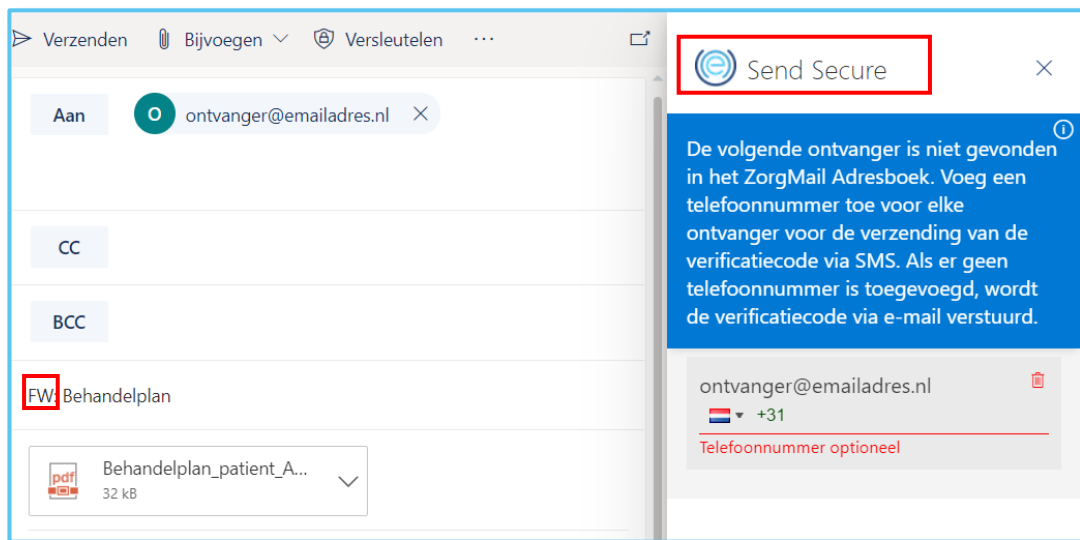 Verzenden Bijvoegen Versleutelen ...
Aan O ontvanger@emailadres.nl
CC
BCC
FW: Behandelplan
Behandelplan_patient_A...
32 kB
pdf
e Send Secure
De volgende ontvanger is niet gevonden
in het ZorgMail Adresboek. Voeg een
telefoonnummer toe voor elke
ontvanger voor de verzending van de
verificatiecode via SMS. Als er geen
telefoonnummer is toegevoegd, wordt
de verificatiecode via e-mail verstuurd.
ontvanger@emailadres.nl
+31
Telefoonnummer optioneel